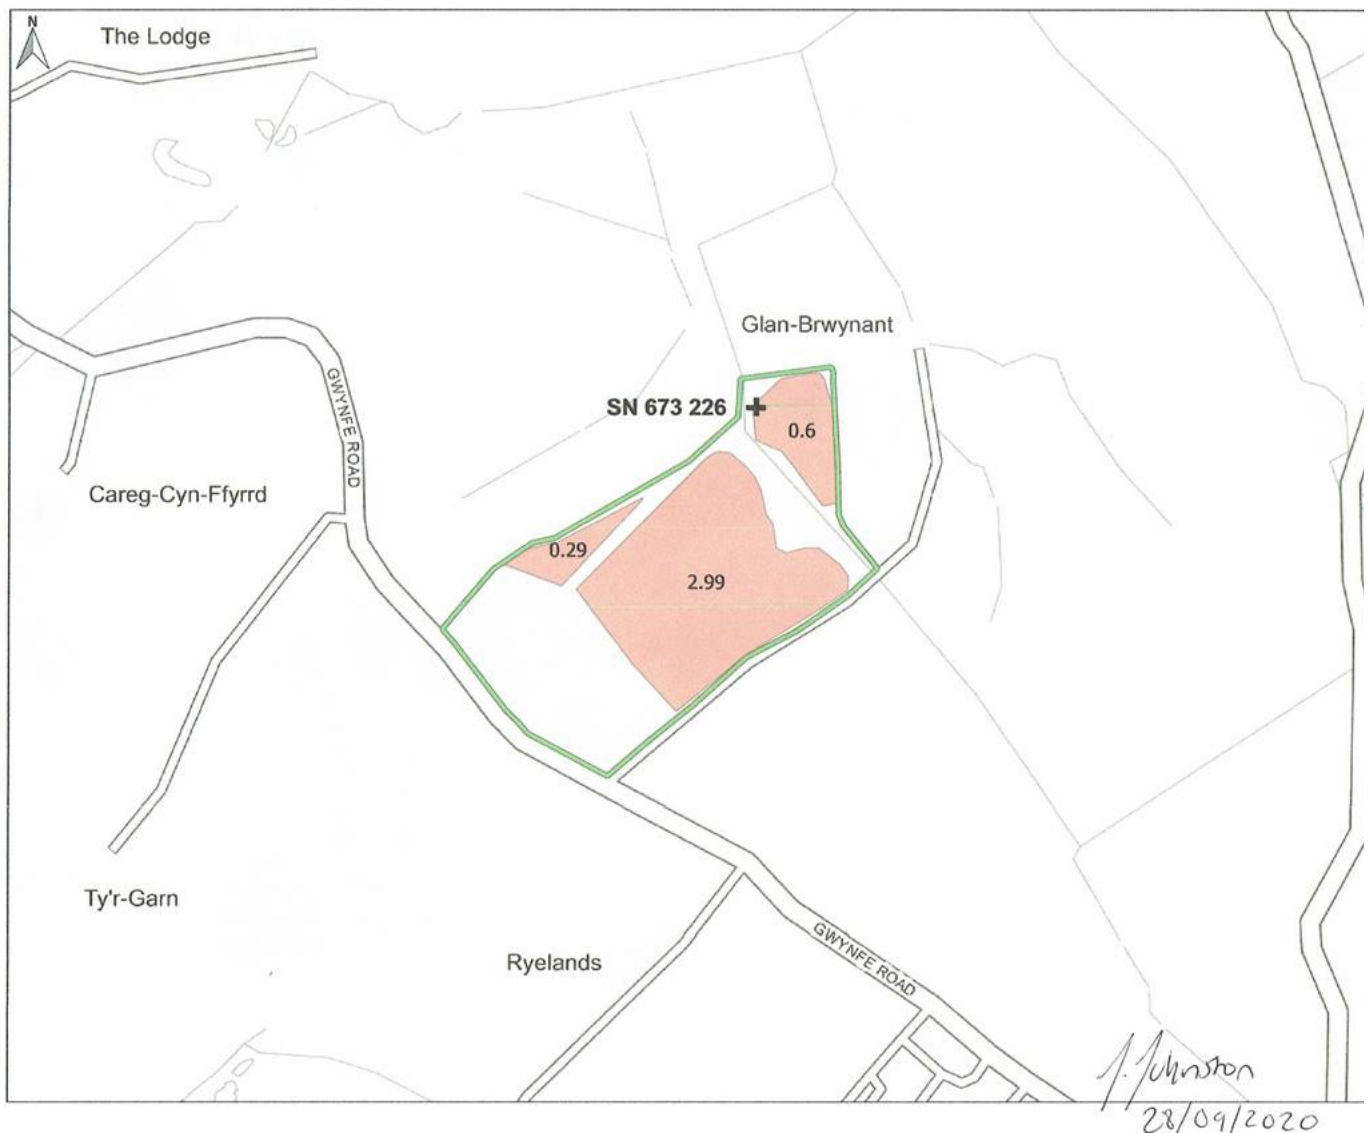 N
The Lodge
Glan-Brwynant
GWYNFE ROAD
SN 673 226
0.6
Careg-Cyn-Ffyrrd
0.29
2.99
Ty'r-Garn
GWYNFE ROAD
Ryelands
J. Johnston
28/09/2020